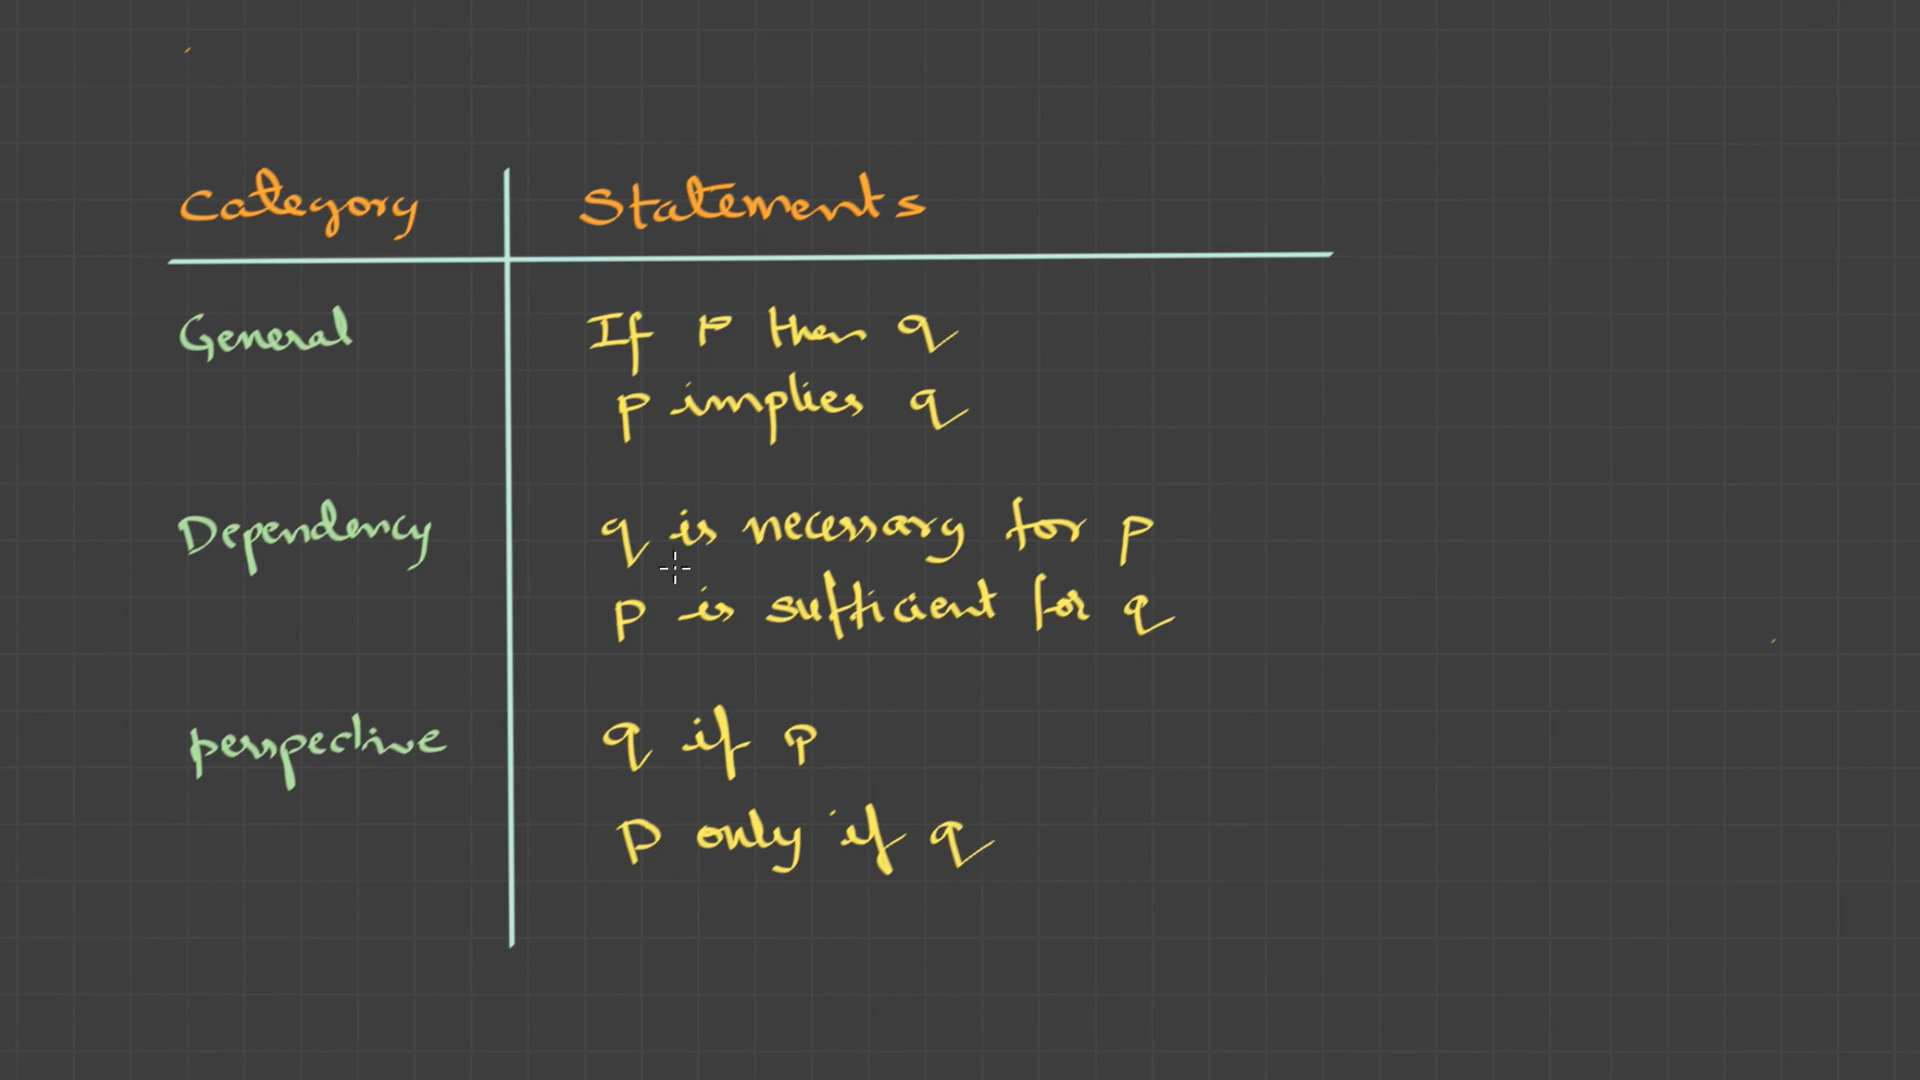 Category Statements
General If p then q
p implies q
Dependency q is necessary for p
p is sufficient for q
perspective q if p
p only if q